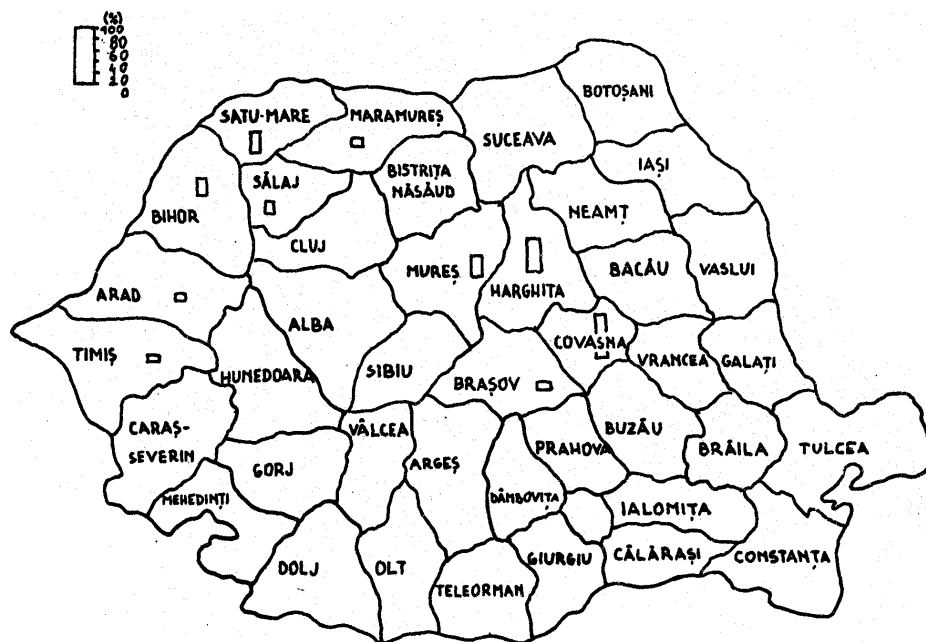 (%)
100
80
60
40
20
0
BOTOȘANI
SATU-MARE
MARAMUREȘ
SUCEAVA
IAȘI
BISTRIȚA
NĂSĂUD
SĂLAJ
NEAMȚ
BIHOR
CLUJ
MUREȘ
HARGHITA
BACĂU
VASLUI
ARAD
ALBA
COVASNA
TIMIȘ
HUNEDOARA
SIBIU
BRAȘOV
VRANCEA
GALAȚI
CARAȘ-
SEVERIN
VÂLCEA
ARGEȘ
PRAHOVA
BUZĂU
BRĂILA
TULCEA
GORJ
MEHEDINȚI
DÂMBOVIȚA
IALOMIȚA
DOLJ
OLT
TELEORMAN
GIURGIU
CĂLĂRAȘI
CONSTANȚA